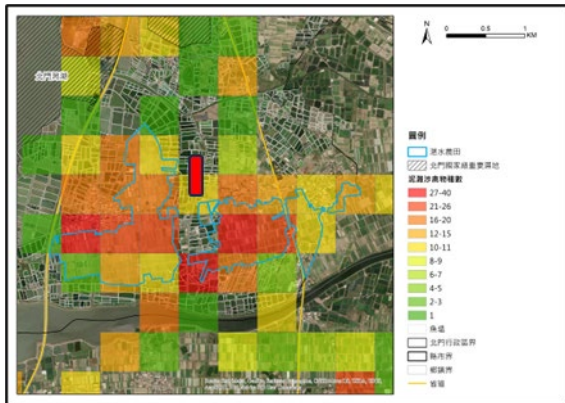 N
0 0.5 1
KM
北門潟湖
圖例
湛水農田
北門國家級重要濕地
泥灘涉禽物種數
27-40
21-26
16-20
12-15
10-11
8-9
6-7
4-5
2-3
1
魚塭
北門行政區界
縣市界
鄉鎮界
省道